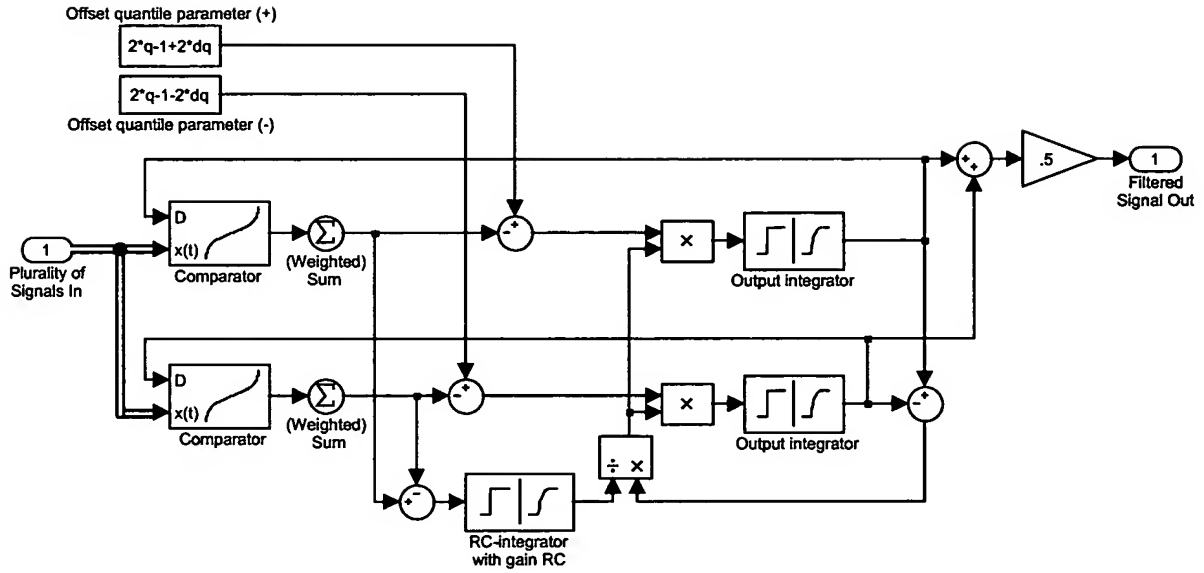 Offset quantile parameter (+)
2*q-1+2*dq
2*q-1-2*dq
Offset quantile parameter (-)
+
+
.5
1
Filtered
Signal Out
1
Plurality of
Signals In
D
x(t)
Comparator
Σ
(Weighted)
Sum
-
+
×
Output integrator
D
x(t)
Comparator
Σ
(Weighted)
Sum
-
+
×
Output integrator
-
+
÷ ×
+
-
RC-integrator
with gain RC